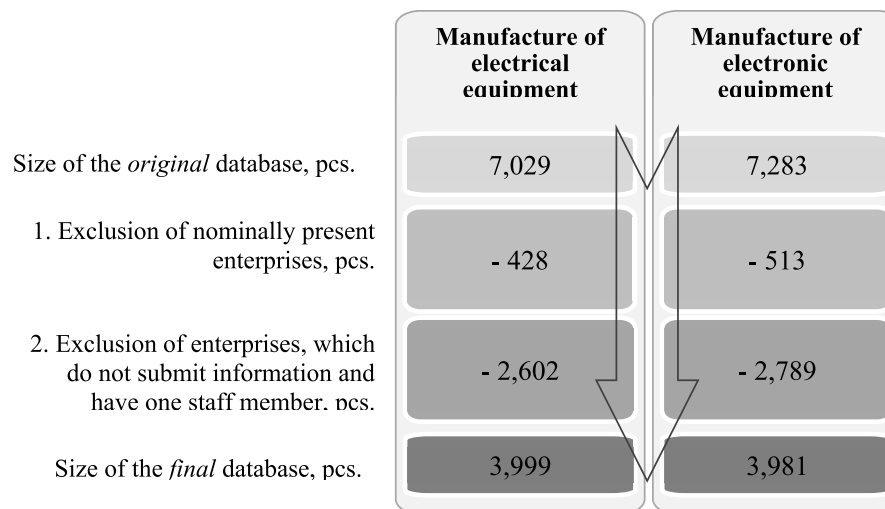 Manufacture of
electrical
equipment
Manufacture of
electronic
equipment
Size of the original database, pcs.
7,029
7,283
1. Exclusion of nominally present
enterprises, pcs.
- 428
- 513
2. Exclusion of enterprises, which
do not submit information and
have one staff member, pcs.
- 2,602
- 2,789
Size of the final database, pcs.
3,999
3,981